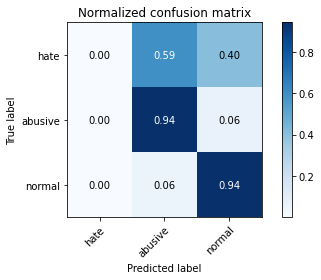 Normalized confusion matrix
hate 0.00 0.59 0.40
abusive 0.00 0.94 0.06
normal 0.00 0.06 0.94
hate abusive normal
True label
Predicted label
0.8
0.6
0.4
0.2